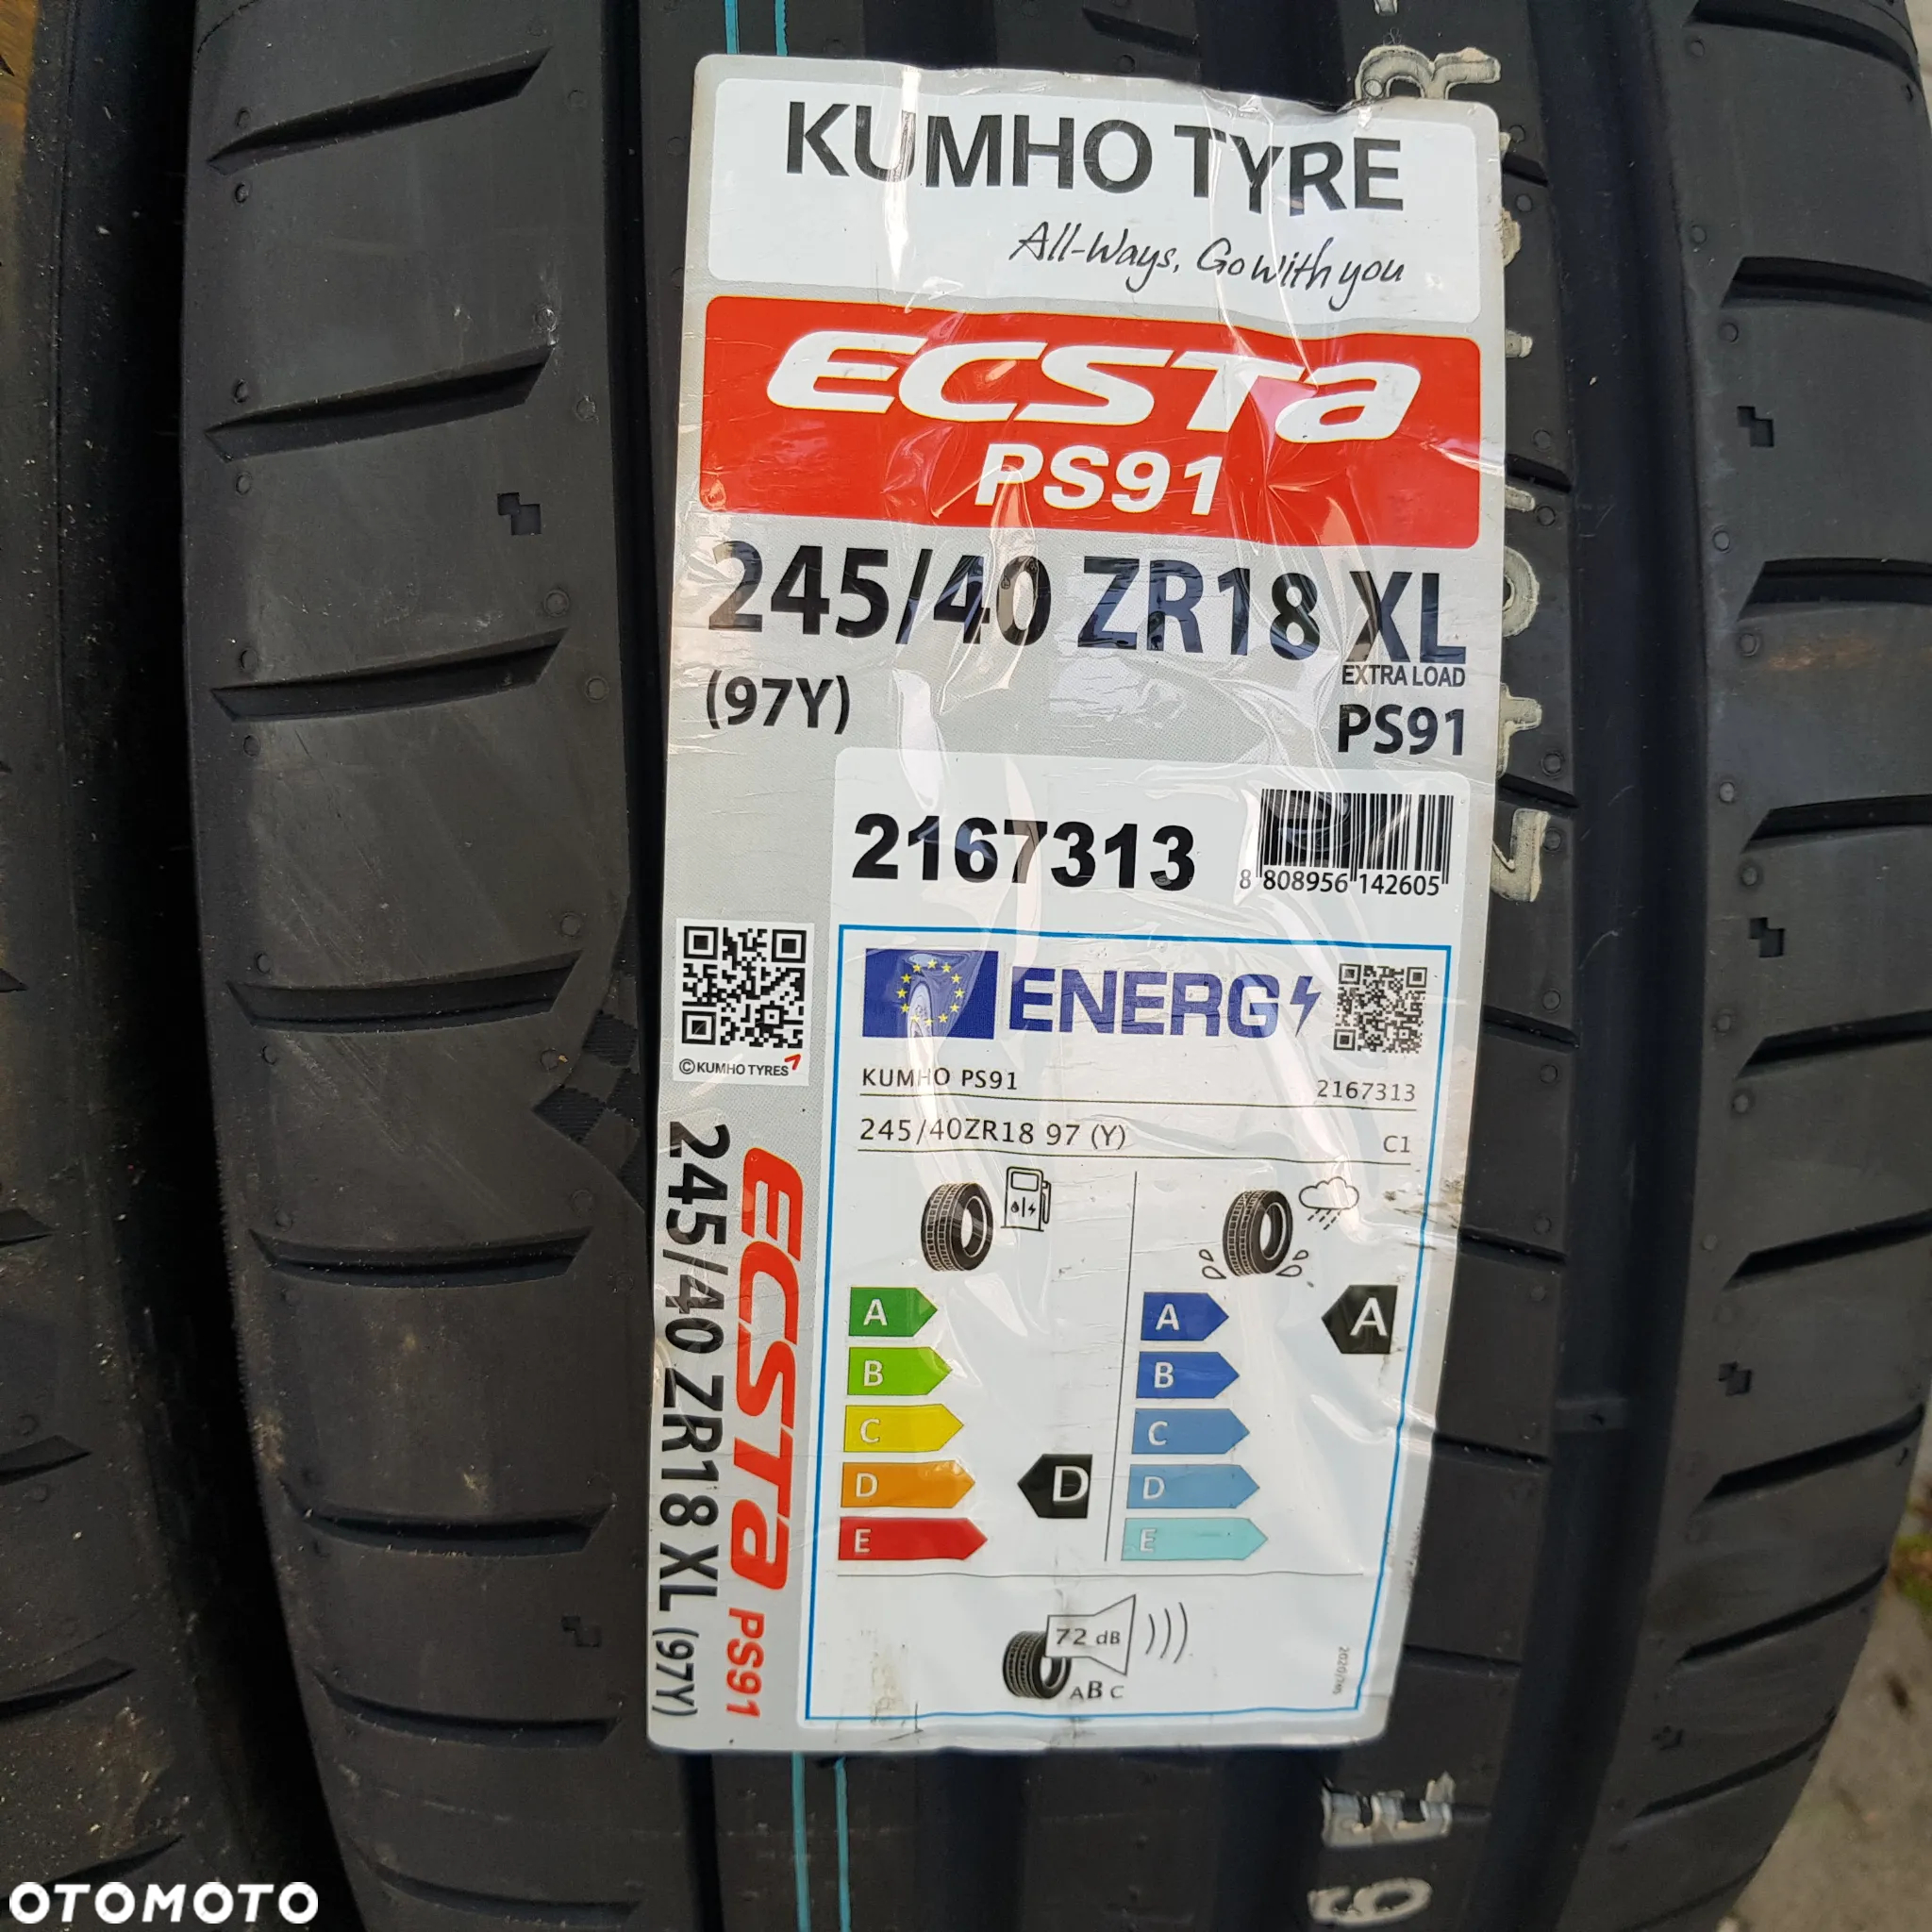 KUMHO TYRE
All-Ways, Go with you
ECSTA
PS91
245/40 ZR18 XL
EXTRA LOAD
(97Y)
PS91
2167313
8 808956 142605
©KUMHO TYRES
ENERG
KUMHO PS91
2167313
245/40ZR18 97 (Y)
C1
A
B
C
D
E
D
A
B
C
D
E
A
72 dB
ABC
2020/740
ECSTA PS91
245/40 ZR18 XL (97Y)
OTOMOTO